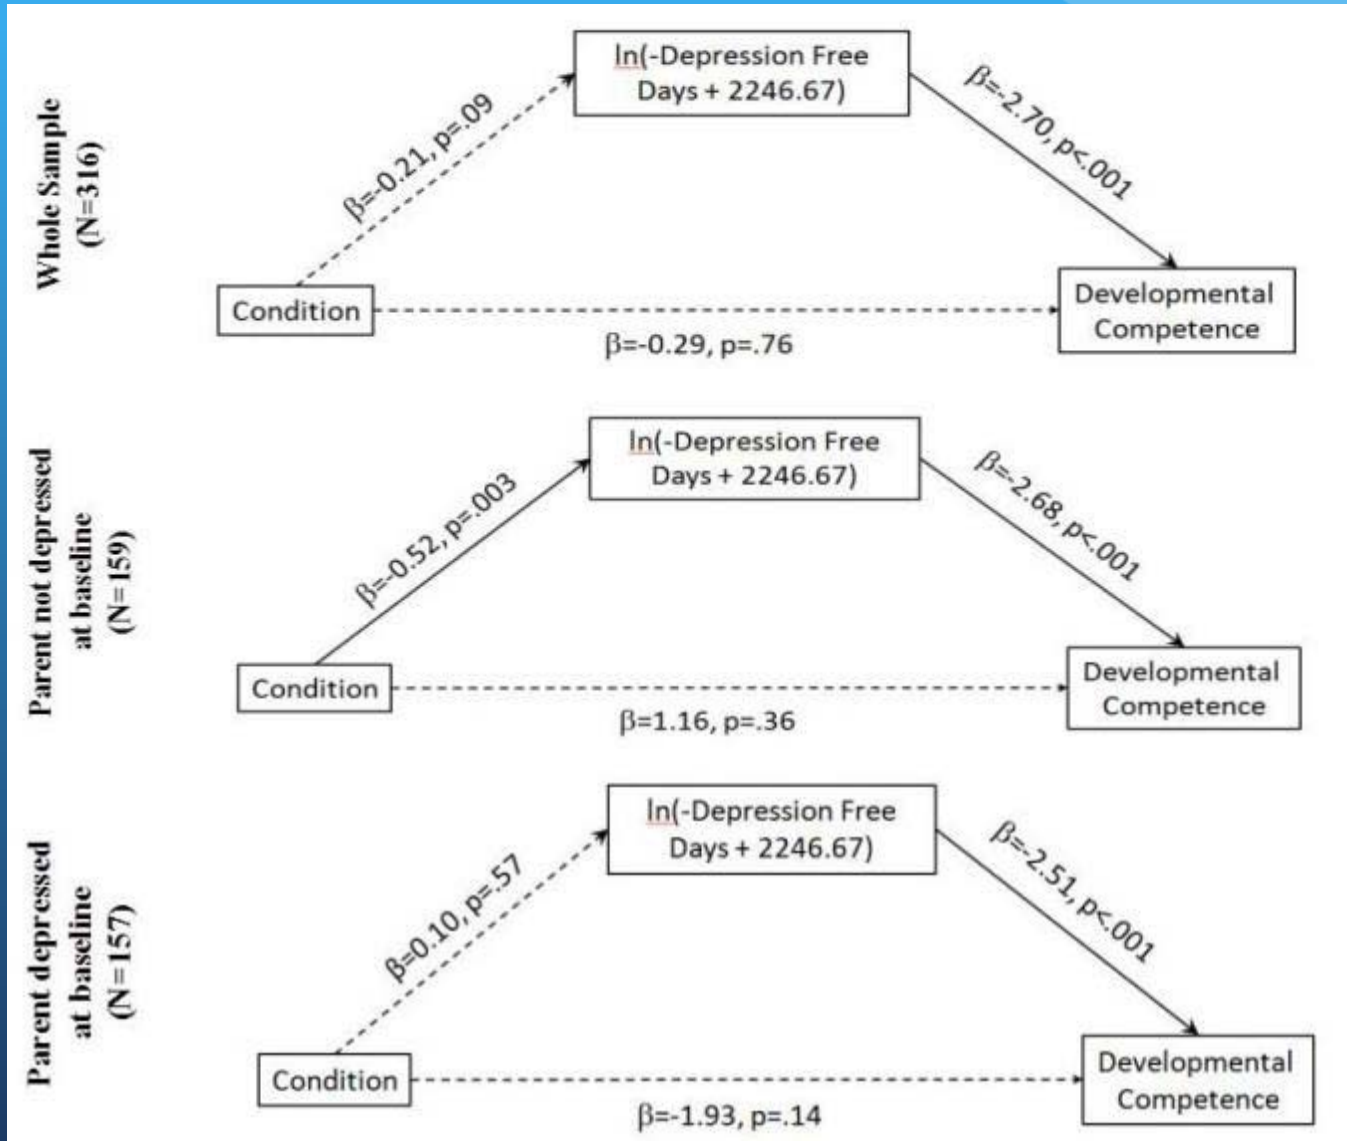 Whole Sample
(N=316)
ln(-Depression Free
Days + 2246.67)
β=-0.21, p=.09
β=-2.70, p<.001
Condition
Developmental
Competence
β=-0.29, p=.76
Parent not depressed
at baseline
(N=159)
ln(-Depression Free
Days + 2246.67)
β=-0.52, p=.003
β=-2.68, p<.001
Condition
Developmental
Competence
β=1.16, p=.36
Parent depressed
at baseline
(N=157)
ln(-Depression Free
Days + 2246.67)
β=0.10, p=.57
β=-2.51, p<.001
Condition
Developmental
Competence
β=-1.93, p=.14